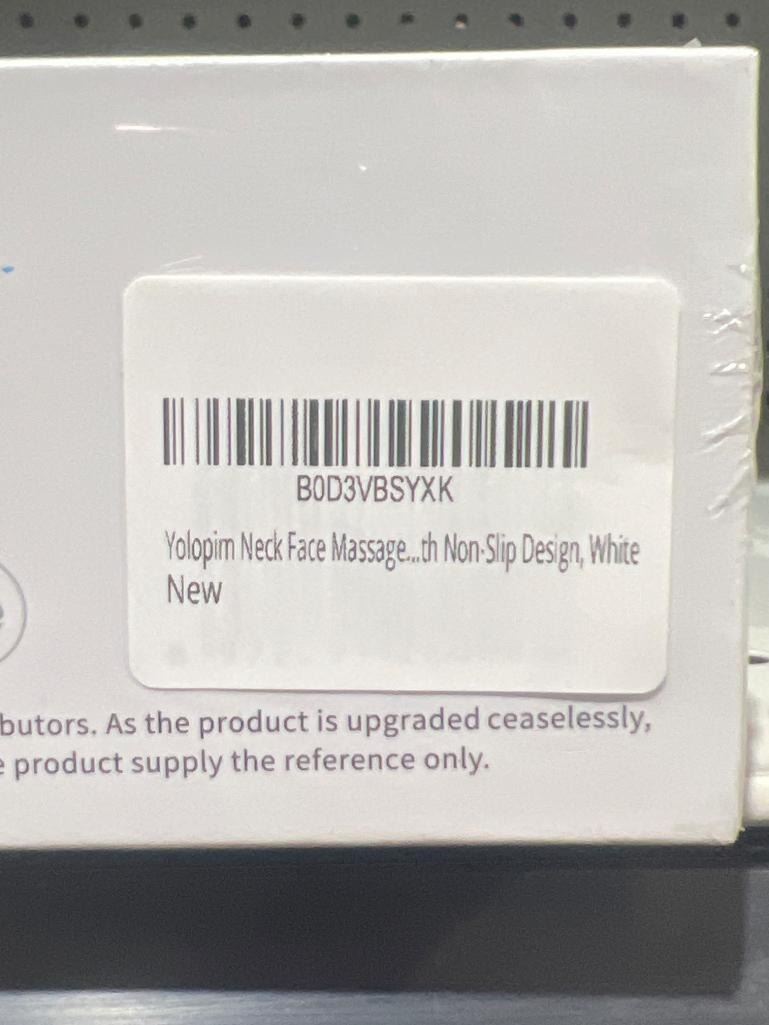 B0D3VBSYXK
Yolopim Neck Face Massage...th Non-Slip Design, White
New
butors. As the product is upgraded ceaselessly,
e product supply the reference only.